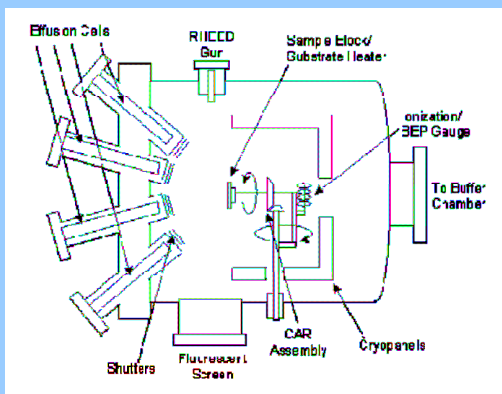 Effusion Cells
RHEED
Gun
Sample Block/
Substrate Heater
Ionization/
BEP Gauge
To Buffer
Chamber
Cryopanels
CAR
Assembly
Fluorescent
Screen
Shutters